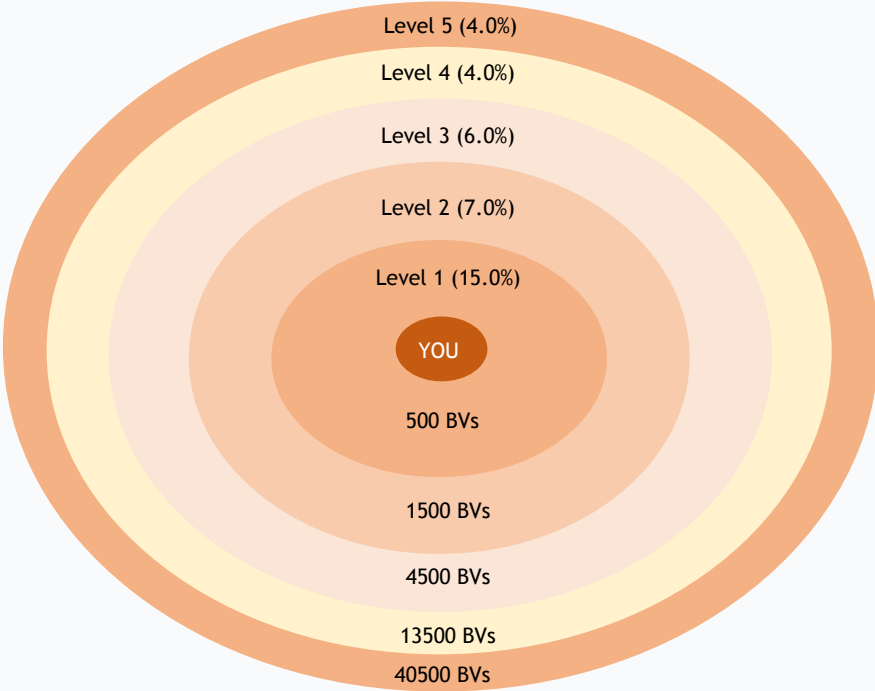 Level 5 (4.0%)
Level 4 (4.0%)
Level 3 (6.0%)
Level 2 (7.0%)
Level 1 (15.0%)
YOU
500 BVs
1500 BVs
4500 BVs
13500 BVs
40500 BVs